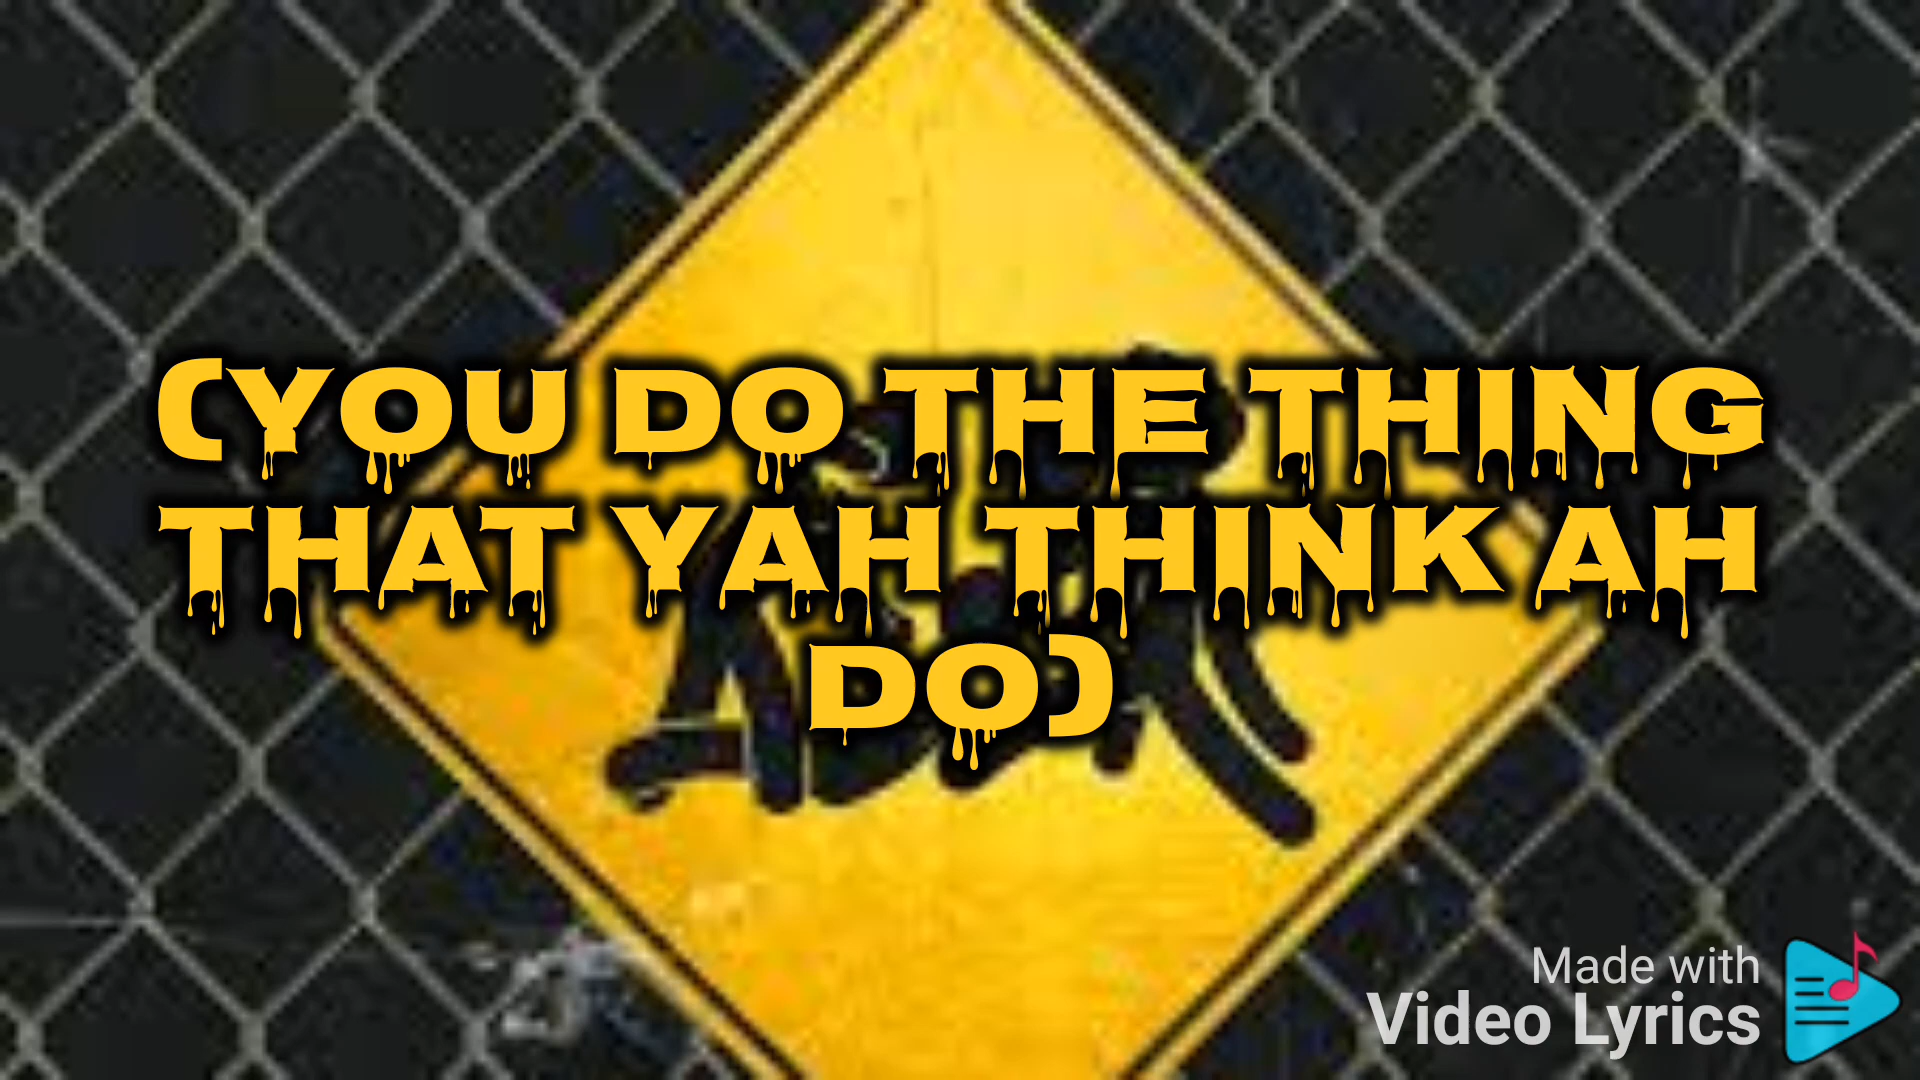 (YOU DO THE THING
THAT YAH THINK AH
DO)
Made with
Video Lyrics